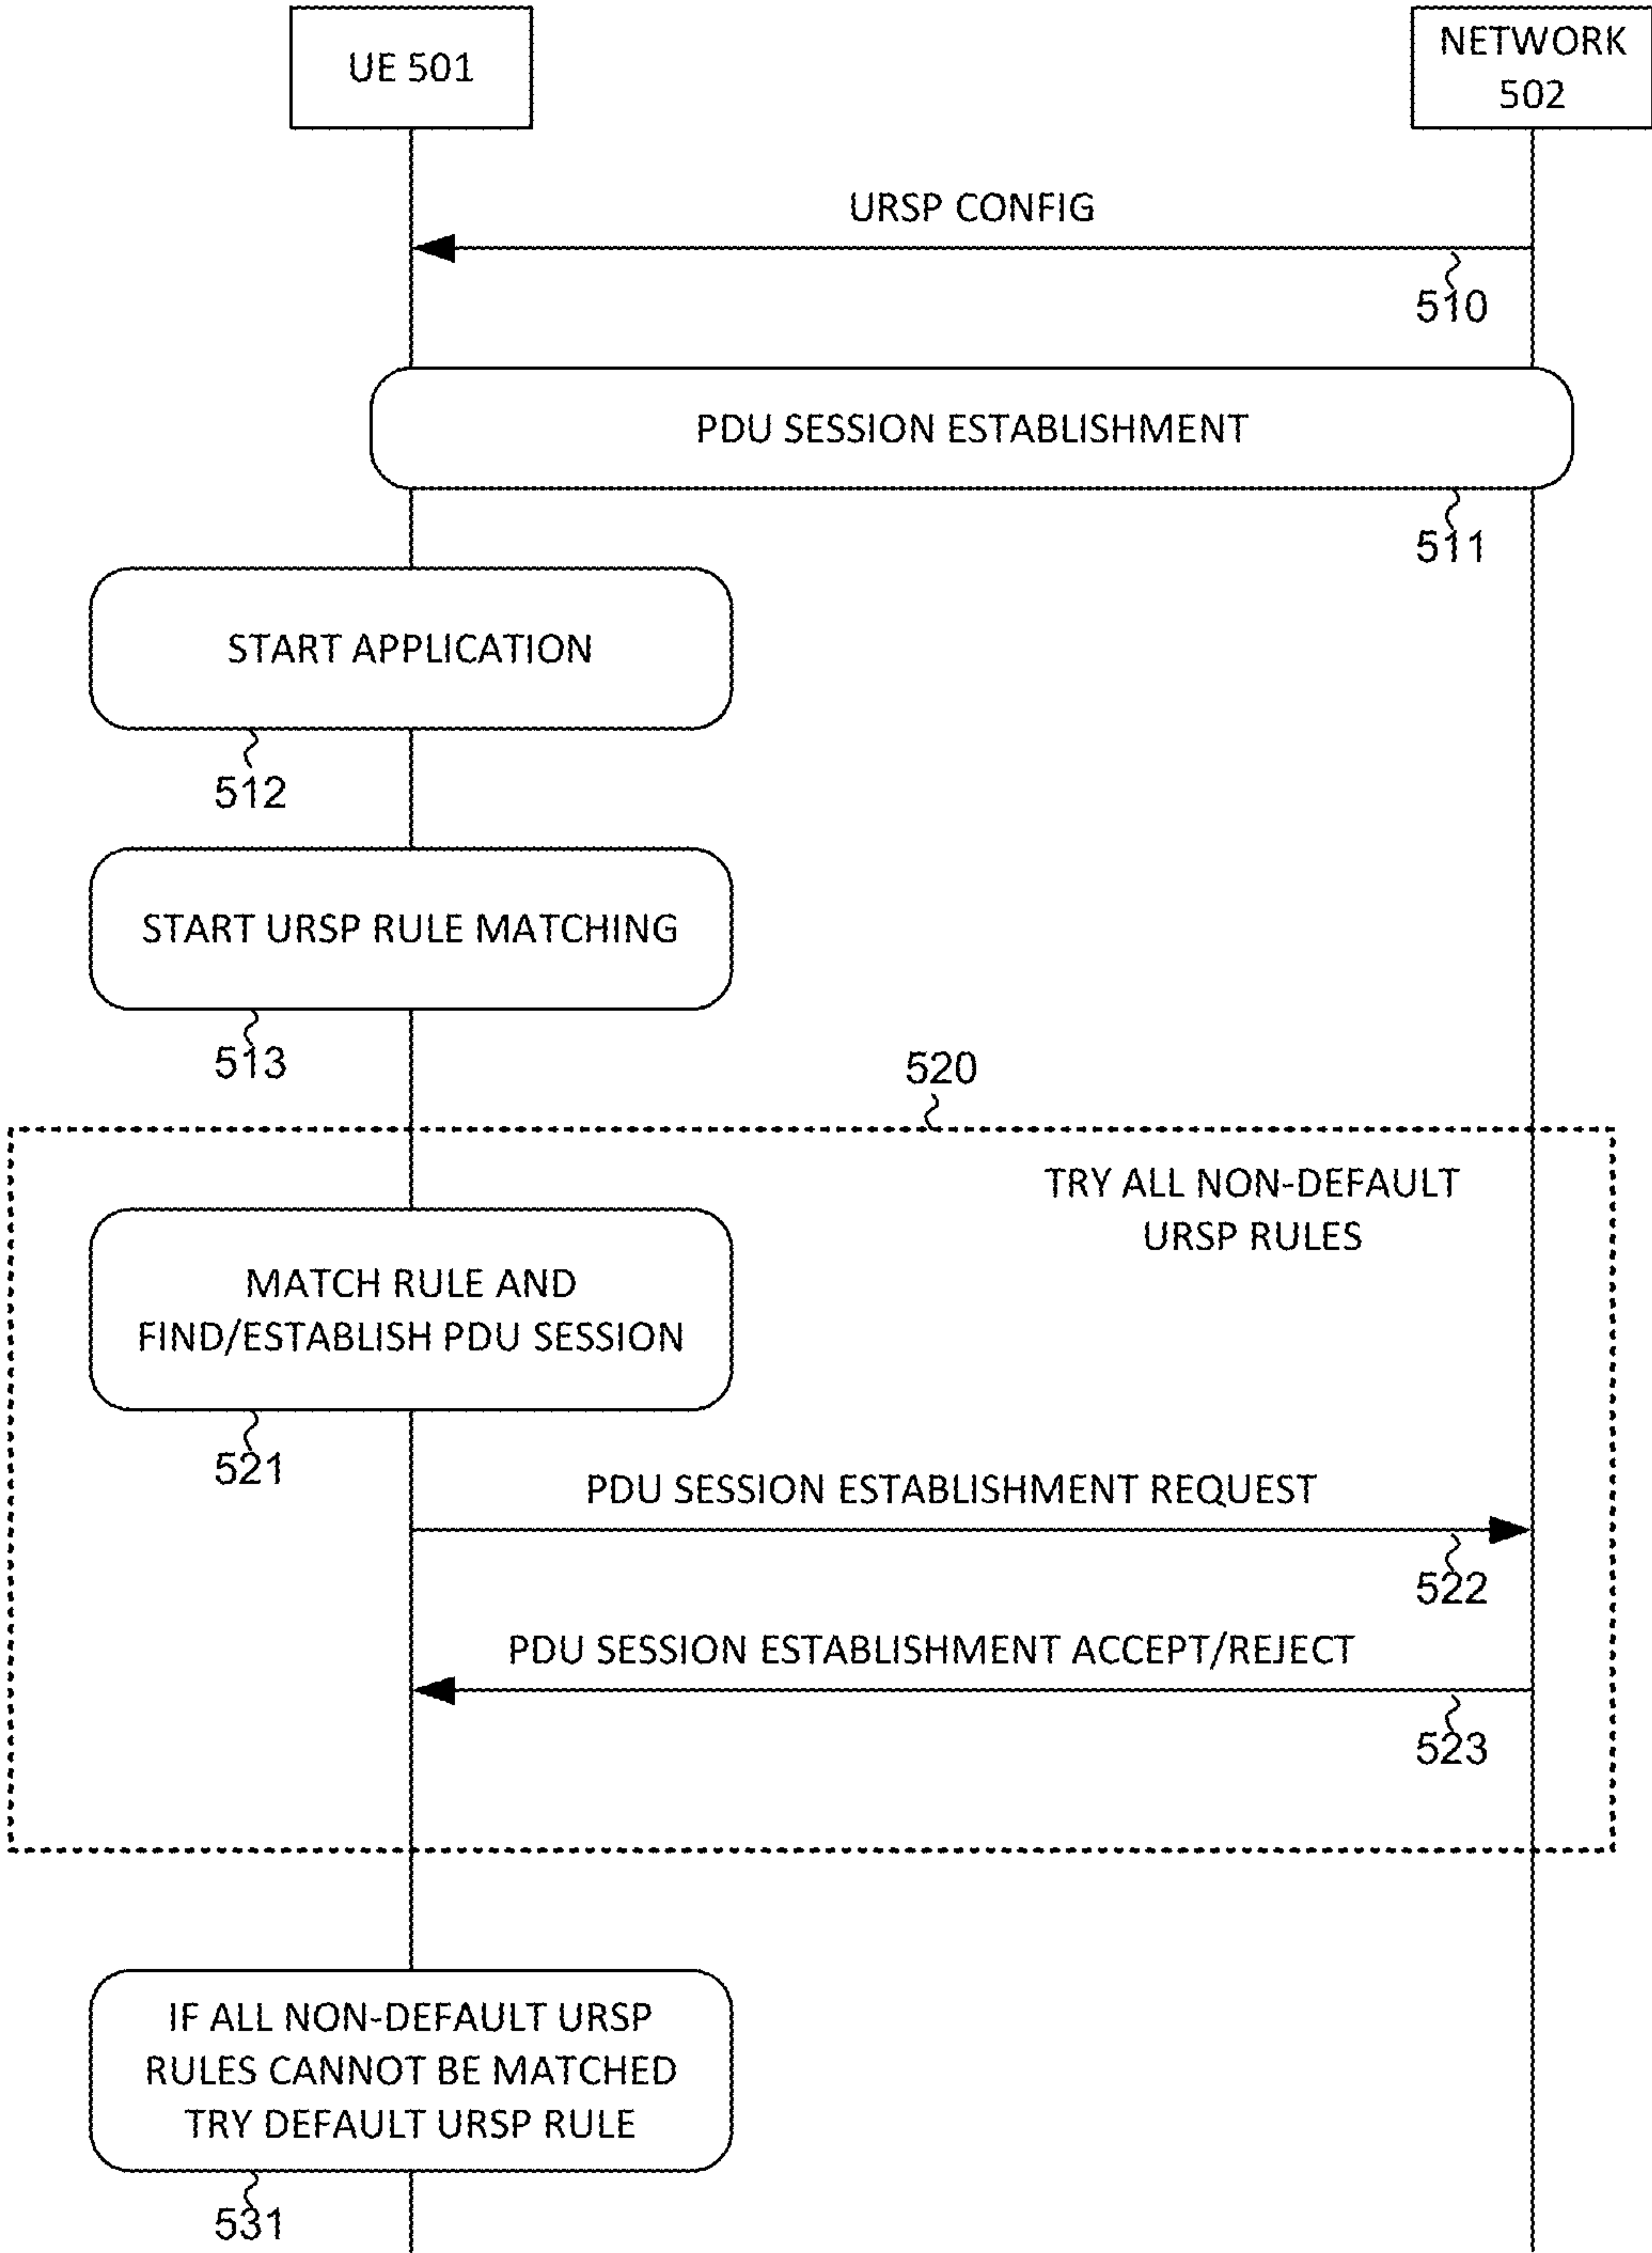 UE 501
NETWORK
502
URSP CONFIG
510
PDU SESSION ESTABLISHMENT
511
START APPLICATION
512
START URSP RULE MATCHING
513
520
TRY ALL NON-DEFAULT
URSP RULES
MATCH RULE AND
FIND/ESTABLISH PDU SESSION
521
PDU SESSION ESTABLISHMENT REQUEST
522
PDU SESSION ESTABLISHMENT ACCEPT/REJECT
523
IF ALL NON-DEFAULT URSP
RULES CANNOT BE MATCHED
TRY DEFAULT URSP RULE
531